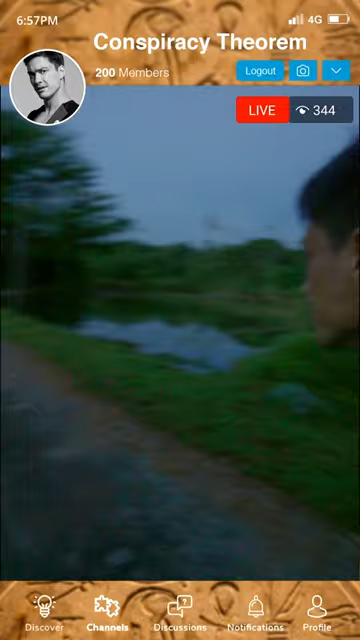 6:57PM
4G
Conspiracy Theorem
200 Members
Logout
LIVE
344
Discover
Channels
Discussions
Notifications
Profile